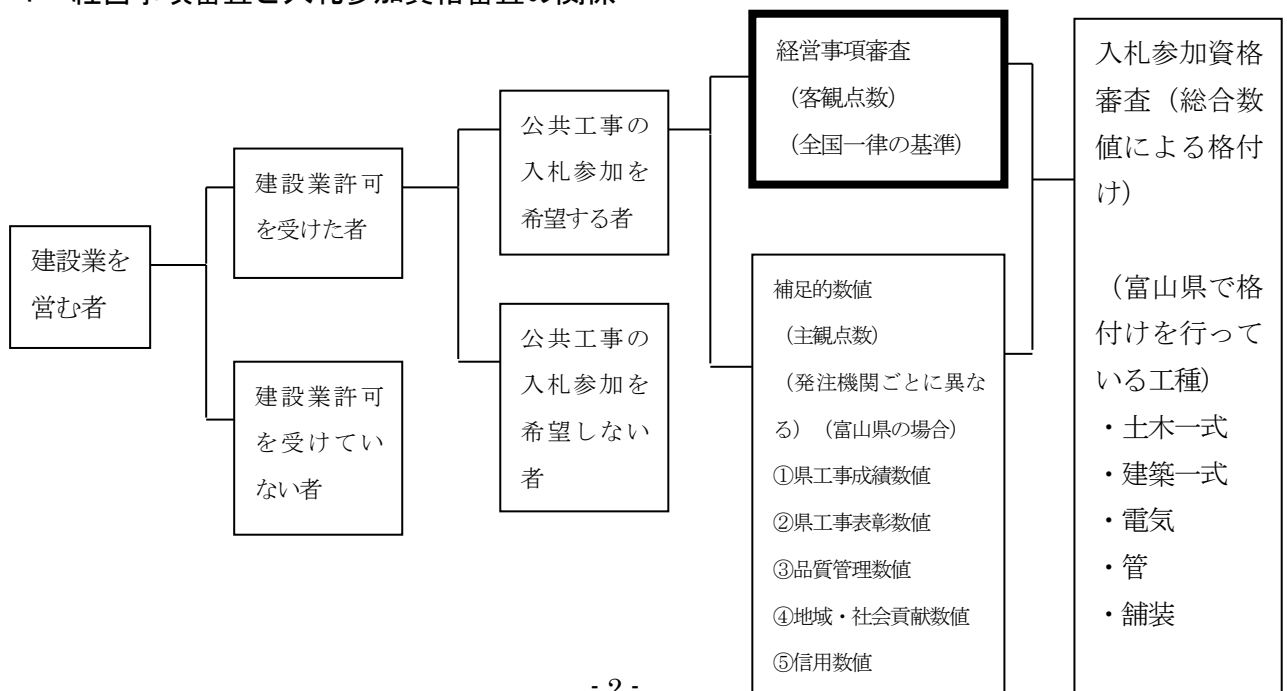 経営事項審査と入札参加資格審査の関係
建設業を
営む者
建設業許可
を受けた者
建設業許可
を受けてい
ない者
公共工事の
入札参加を
希望する者
公共工事の
入札参加を
希望しない
者
経営事項審査
（客観点数）
（全国一律の基準）
補足的数値
（主観点数）
（発注機関ごとに異な
る）（富山県の場合）
①県工事成績数値
②県工事表彰数値
③品質管理数値
④地域・社会貢献数値
⑤信用数値
入札参加資格
審査（総合数
値による格付
け）
（富山県で格
付けを行って
いる工種）
・土木一式
・建築一式
・電気
・管
・舗装
- 2 -